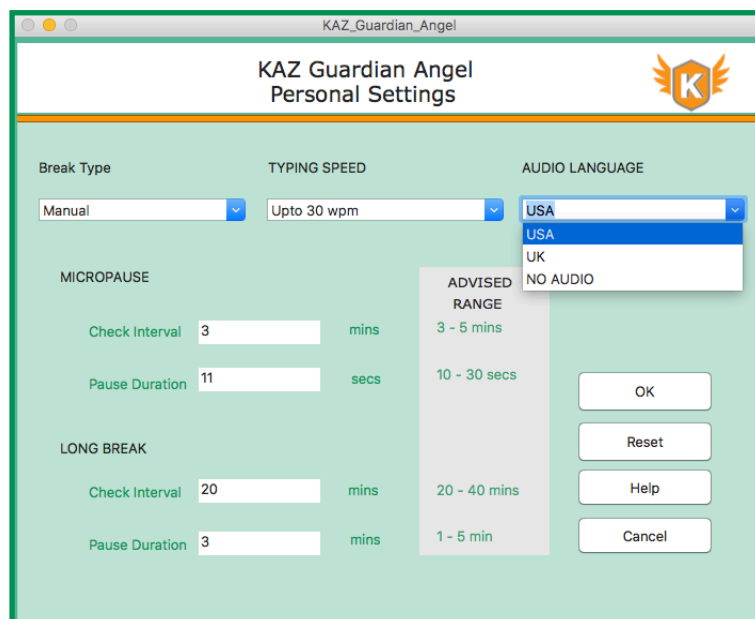 KAZ_Guardian_Angel
KAZ Guardian Angel
Personal Settings
K
Break Type
TYPING SPEED
AUDIO LANGUAGE
Manual
Upto 30 wpm
USA
USA
UK
NO AUDIO
MICROPAUSE
ADVISED
RANGE
Check Interval 3 mins 3 - 5 mins
Pause Duration 11 secs 10 - 30 secs
OK
LONG BREAK
Reset
Check Interval 20 mins 20 - 40 mins
Help
Pause Duration 3 mins 1 - 5 min
Cancel